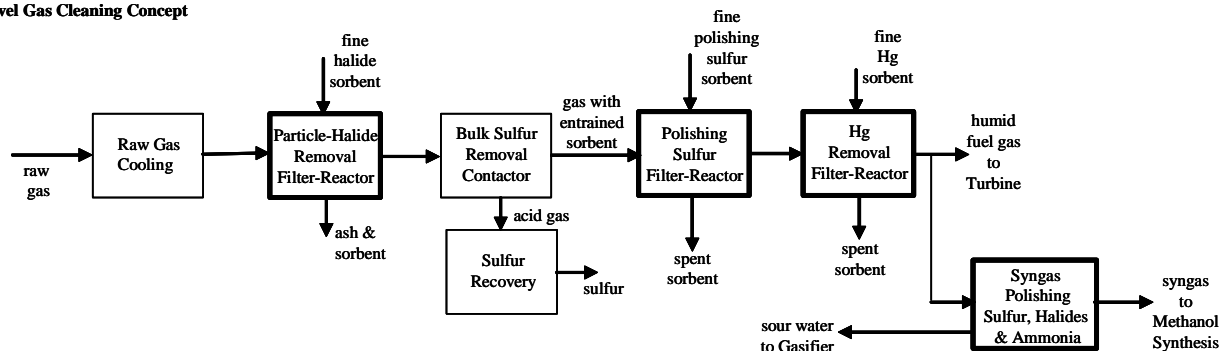 vel Gas Cleaning Concept
fine
halide
sorbent
fine
polishing
sulfur
sorbent
fine
Hg
sorbent
raw
gas
Raw Gas
Cooling
Particle-Halide
Removal
Filter-Reactor
Bulk Sulfur
Removal
Contactor
gas with
entrained
sorbent
Polishing
Sulfur
Filter-Reactor
Hg
Removal
Filter-Reactor
humid
fuel gas
to
Turbine
ash &
sorbent
acid gas
Sulfur
Recovery
sulfur
spent
sorbent
spent
sorbent
Syngas
Polishing
Sulfur, Halides
& Ammonia
syngas
to
Methanol
Synthesis
sour water
to Gasifier